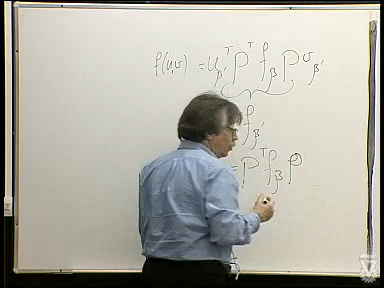 f(u,v) = u_β'^T P^T f_β P v_β'
f_β'
= P^T f_β P